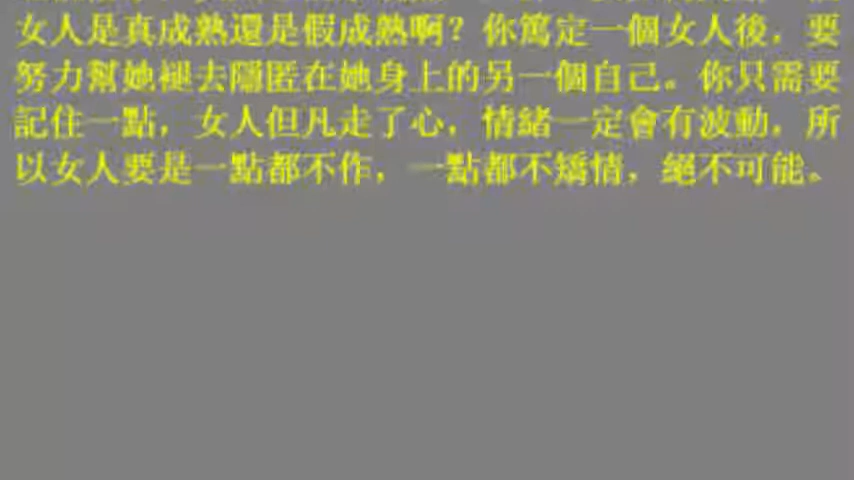 女人是真成熟還是假成熟啊？你篤定一個女人後，要
努力幫她褪去隱匿在她身上的另一個自己。你只需要
記住一點，女人但凡走了心，情緒一定會有波動，所
以女人要是一點都不作，一點都不矯情，絕不可能。